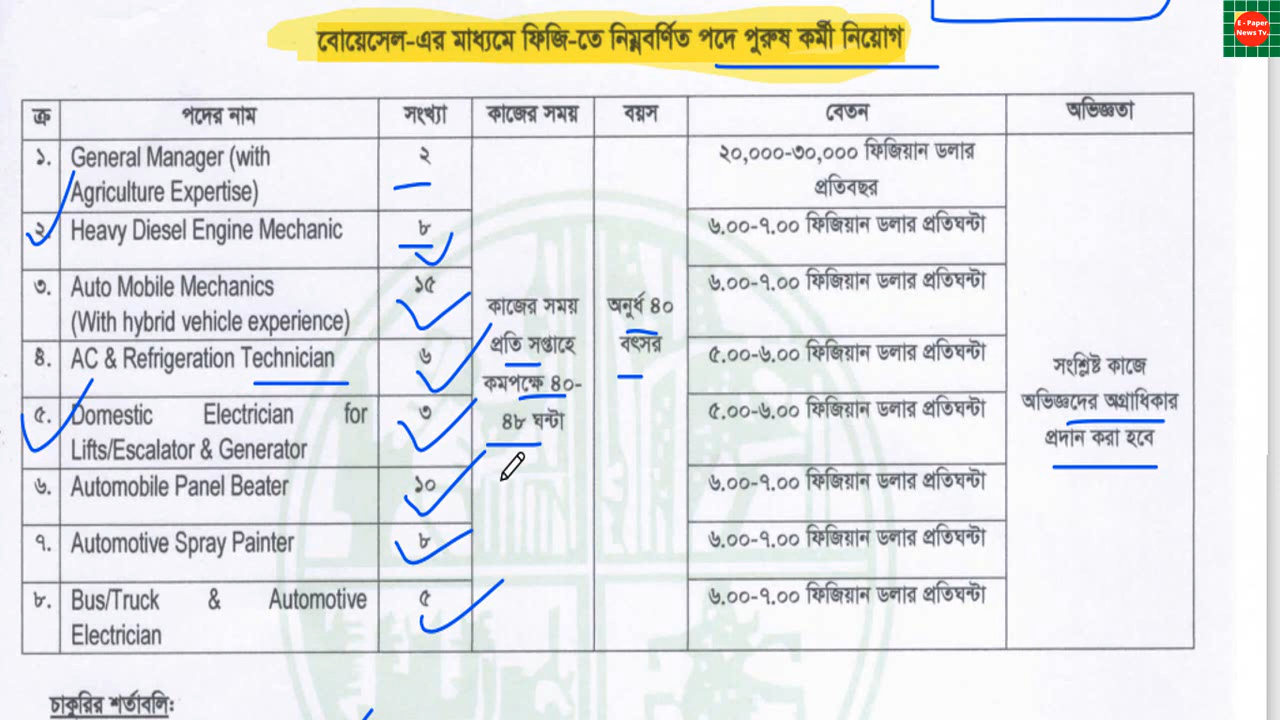 E - Paper
News Tv.
বোয়েসেল-এর মাধ্যমে ফিজি-তে নিম্নবর্ণিত পদে পুরুষ কর্মী নিয়োগ
ক্র পদের নাম সংখ্যা কাজের সময় বয়স বেতন অভিজ্ঞতা
১. General Manager (with
Agriculture Expertise)
২
২০,০০০-৩০,০০০ ফিজিয়ান ডলার
প্রতিবছর
২. Heavy Diesel Engine Mechanic ৮ ৬.০০-৭.০০ ফিজিয়ান ডলার প্রতিঘন্টা
৩. Auto Mobile Mechanics
(With hybrid vehicle experience)
১৫ ৬.০০-৭.০০ ফিজিয়ান ডলার প্রতিঘন্টা
কাজের সময়
প্রতি সপ্তাহে
কমপক্ষে ৪০-
৪৮ ঘন্টা
অনুর্ধ ৪০
বৎসর
৪. AC & Refrigeration Technician ৬ ৫.০০-৬.০০ ফিজিয়ান ডলার প্রতিঘন্টা
সংশ্লিষ্ট কাজে
অভিজ্ঞদের অগ্রাধিকার
প্রদান করা হবে
৫. Domestic Electrician for
Lifts/Escalator & Generator
৩ ৫.০০-৬.০০ ফিজিয়ান ডলার প্রতিঘন্টা
৬. Automobile Panel Beater ১০ ৬.০০-৭.০০ ফিজিয়ান ডলার প্রতিঘন্টা
৭. Automotive Spray Painter ৮ ৬.০০-৭.০০ ফিজিয়ান ডলার প্রতিঘন্টা
৮. Bus/Truck & Automotive
Electrician
৫ ৬.০০-৭.০০ ফিজিয়ান ডলার প্রতিঘন্টা
চাকুরির শর্তাবলি: